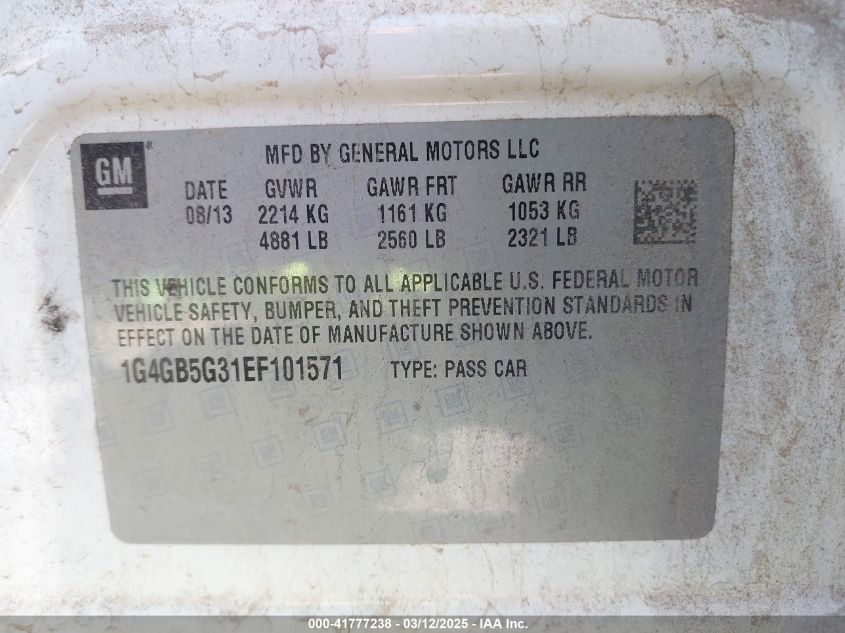 GM
MFD BY GENERAL MOTORS LLC
DATE GVWR GAWR FRT GAWR RR
08/13 2214 KG 1161 KG 1053 KG
4881 LB 2560 LB 2321 LB
THIS VEHICLE CONFORMS TO ALL APPLICABLE U.S. FEDERAL MOTOR
VEHICLE SAFETY, BUMPER, AND THEFT PREVENTION STANDARDS IN
EFFECT ON THE DATE OF MANUFACTURE SHOWN ABOVE.
1G4GB5G31EF101571 TYPE: PASS CAR
000-41777238 - 03/12/2025 - IAA Holdings, LLC.